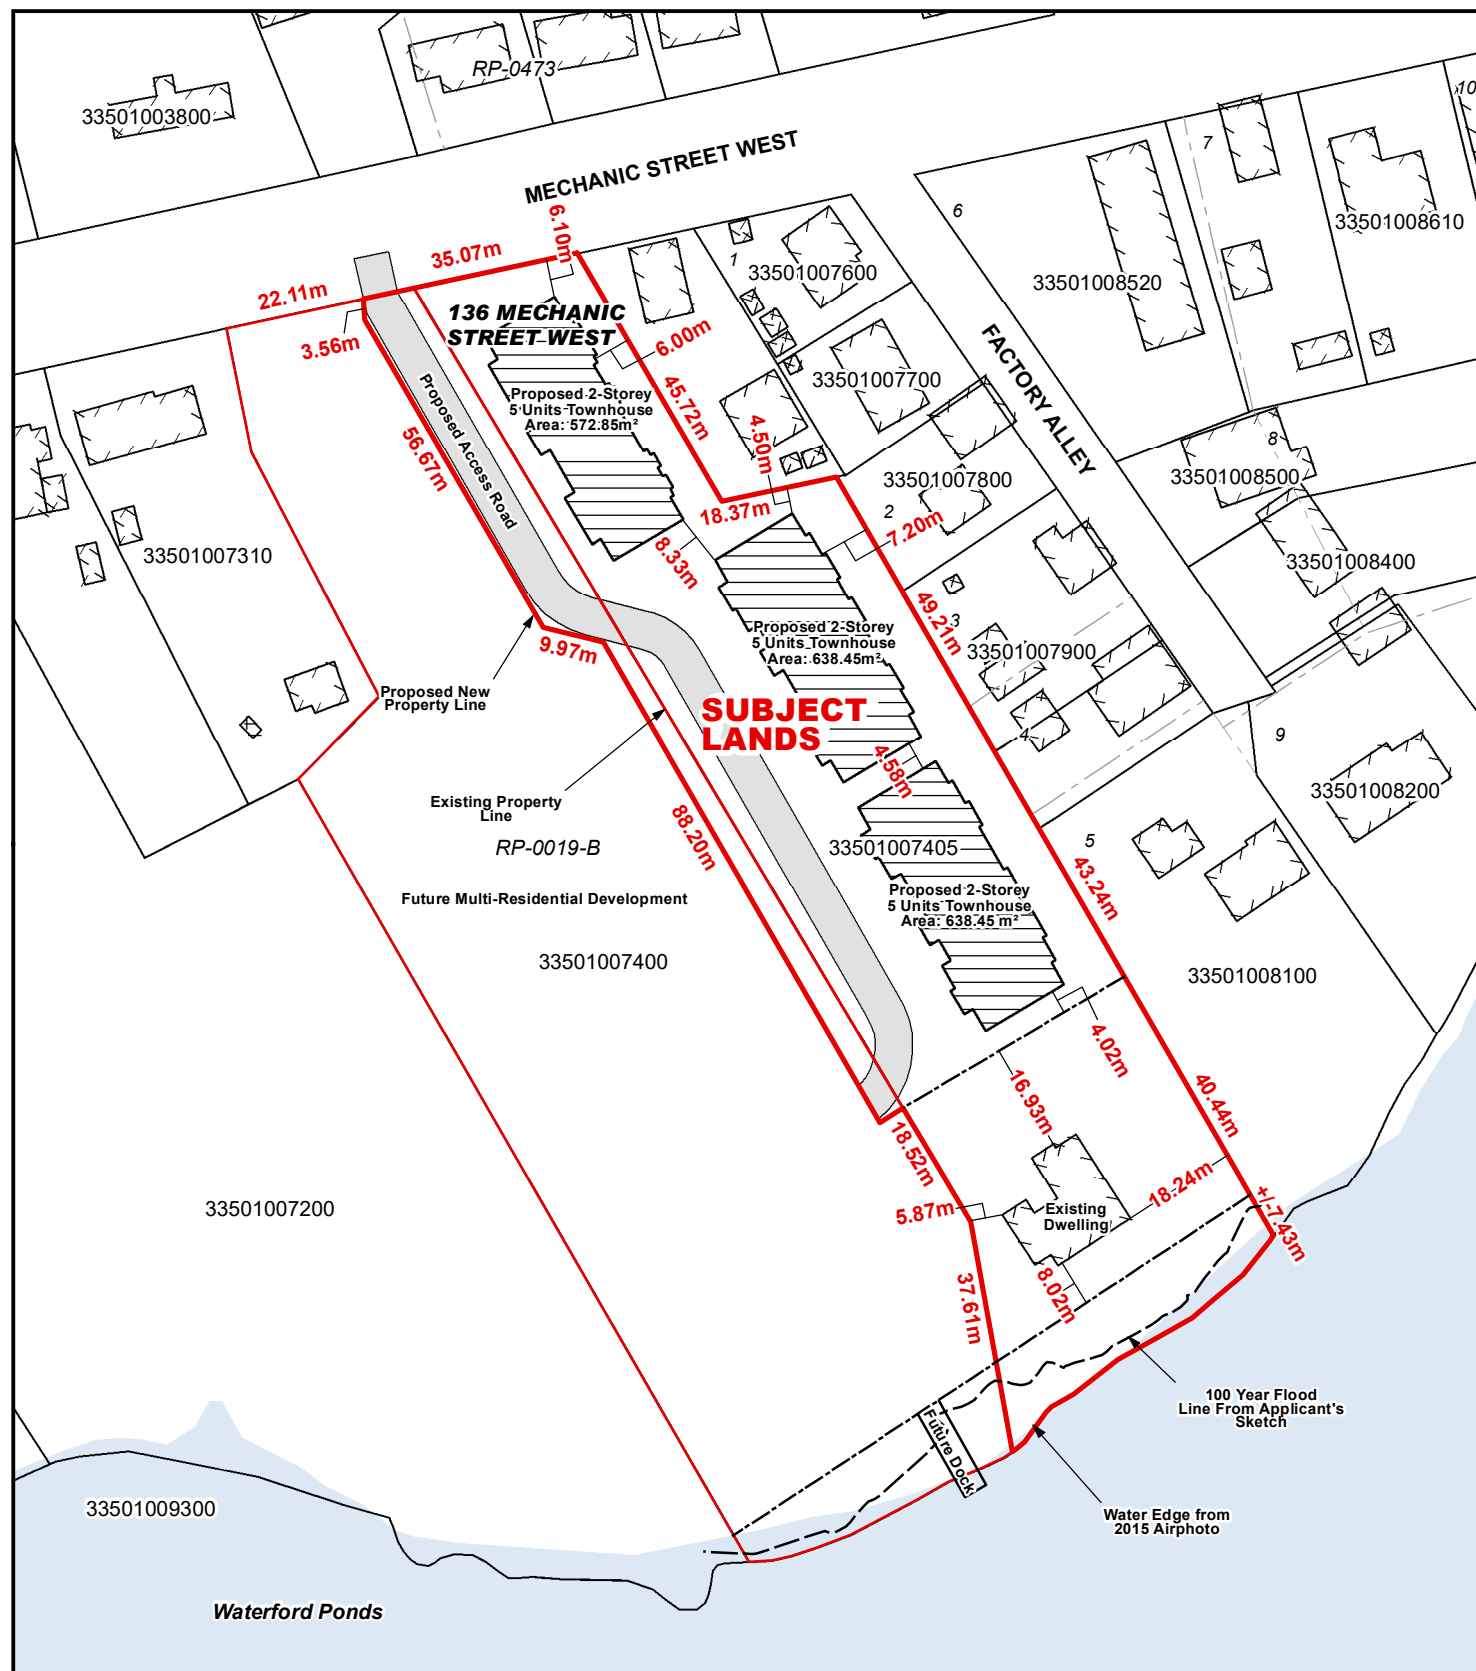 RP-0473
33501003800
MECHANIC STREET WEST
10
7
6
33501008610
6.10m
35.07m
22.11m
1
33501007600
33501008520
136 MECHANIC
STREET WEST
3.56m
6.00m
FACTORY ALLEY
33501007700
Proposed Access Road
Proposed 2-Storey
5 Units Townhouse
Area: 572.85m²
45.72m
4.50m
56.67m
8
33501008500
33501007800
2
18.37m
7.20m
33501007310
8.33m
33501008400
49.21m
3
Proposed 2-Storey
5 Units Townhouse
Area: 638.45m²
33501007900
9.97m
Proposed New
Property Line
SUBJECT
LANDS
4
9
4.58m
33501008200
Existing Property
Line
88.20m
RP-0019-B
33501007405
5
43.24m
Future Multi-Residential Development
Proposed 2-Storey
5 Units Townhouse
Area: 638.45 m²
33501007400
33501008100
4.02m
16.93m
40.44m
18.52m
18.24m
+/-7.43m
33501007200
5.87m
Existing
Dwelling
8.02m
37.61m
100 Year Flood
Line From Applicant's
Sketch
Future Dock
33501009300
Water Edge from
2015 Airphoto
Waterford Ponds